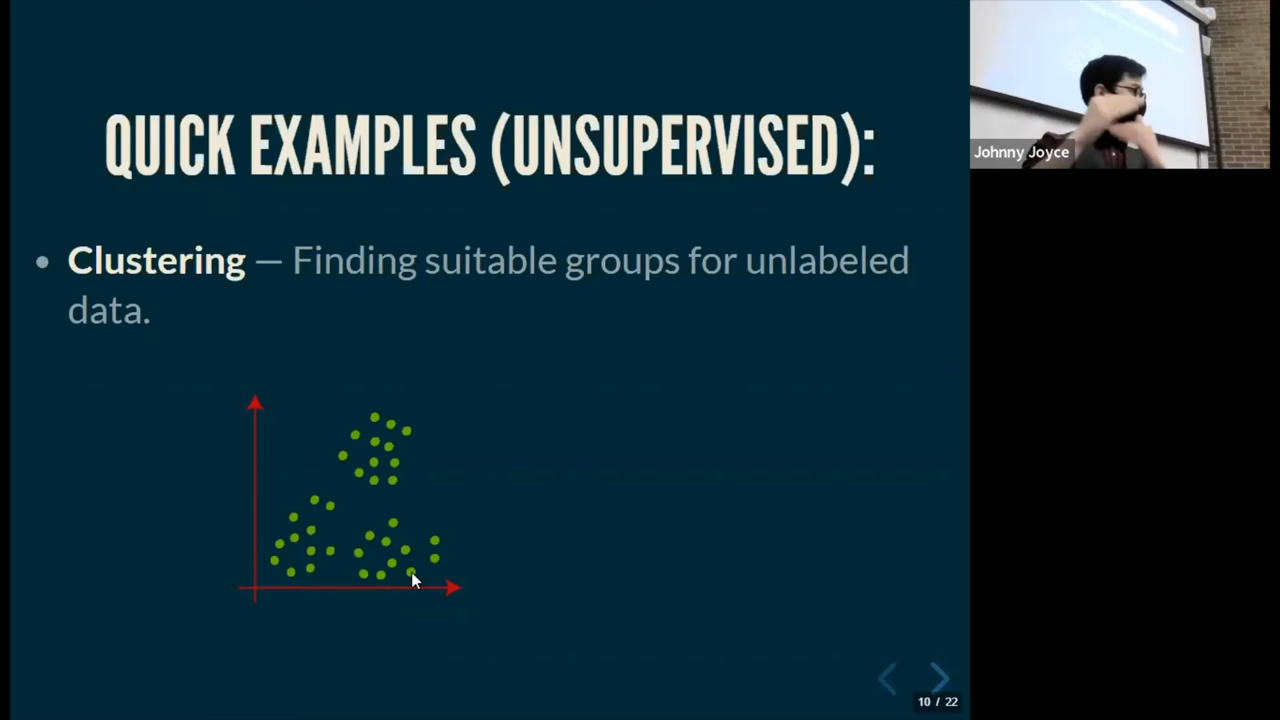 QUICK EXAMPLES (UNSUPERVISED):
• Clustering — Finding suitable groups for unlabeled
data.
Johnny Joyce
10 / 22